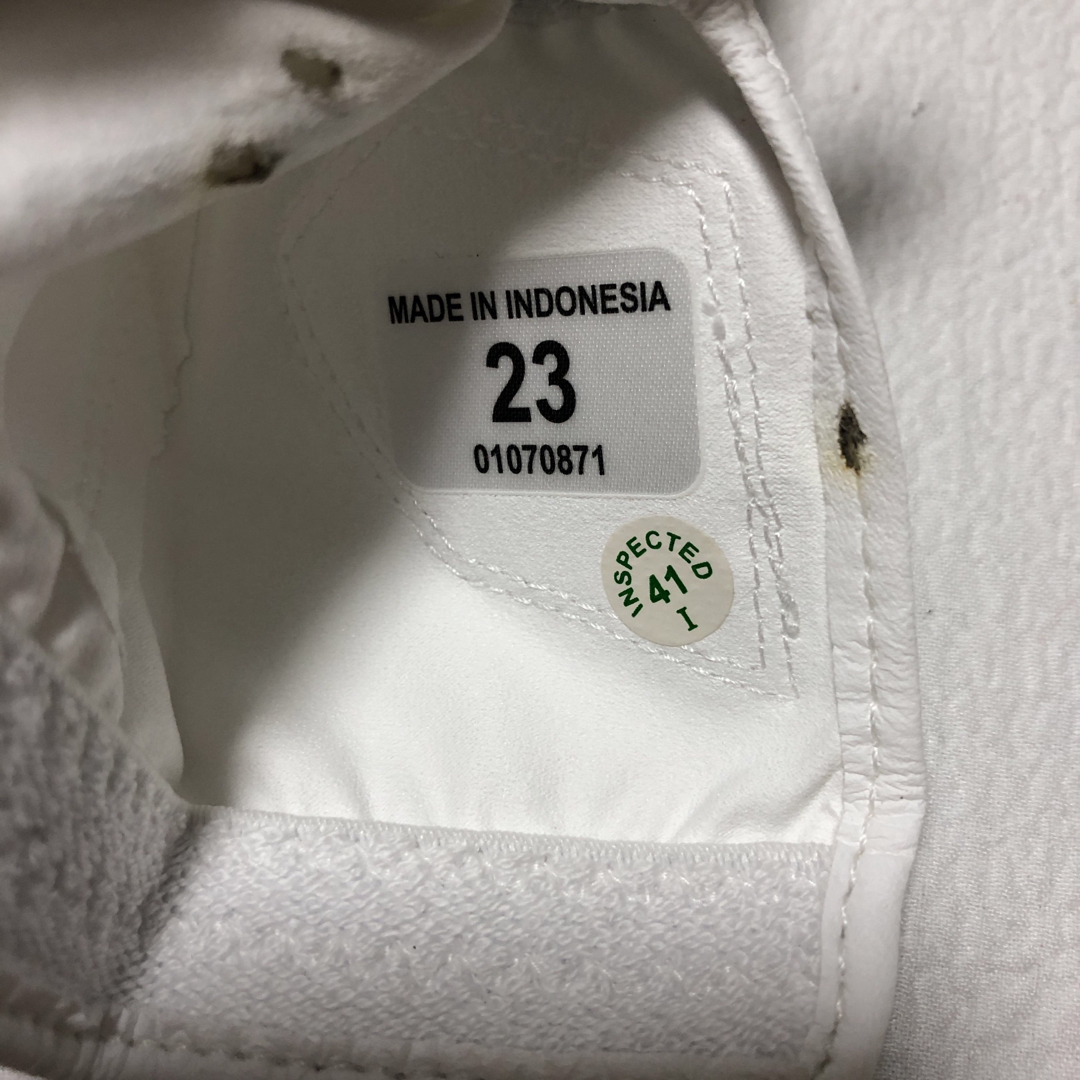 MADE IN INDONESIA
23
01070871
INSPECTED
41
I